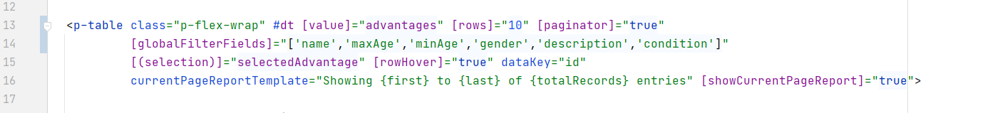 12
13 <p-table class="p-flex-wrap" #dt [value]="advantages" [rows]="10" [paginator]="true"
14 [globalFilterFields]="['name','maxAge','minAge','gender','description','condition']"
15 [(selection)]="selectedAdvantage" [rowHover]="true" dataKey="id"
16 currentPageReportTemplate="Showing {first} to {last} of {totalRecords} entries" [showCurrentPageReport]="true">
17